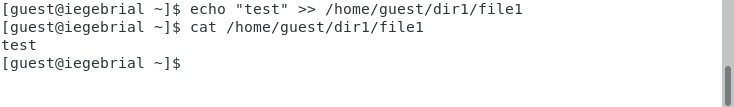 [guest@iegebrial ~]$ echo "test" >> /home/guest/dir1/file1
[guest@iegebrial ~]$ cat /home/guest/dir1/file1
test
[guest@iegebrial ~]$